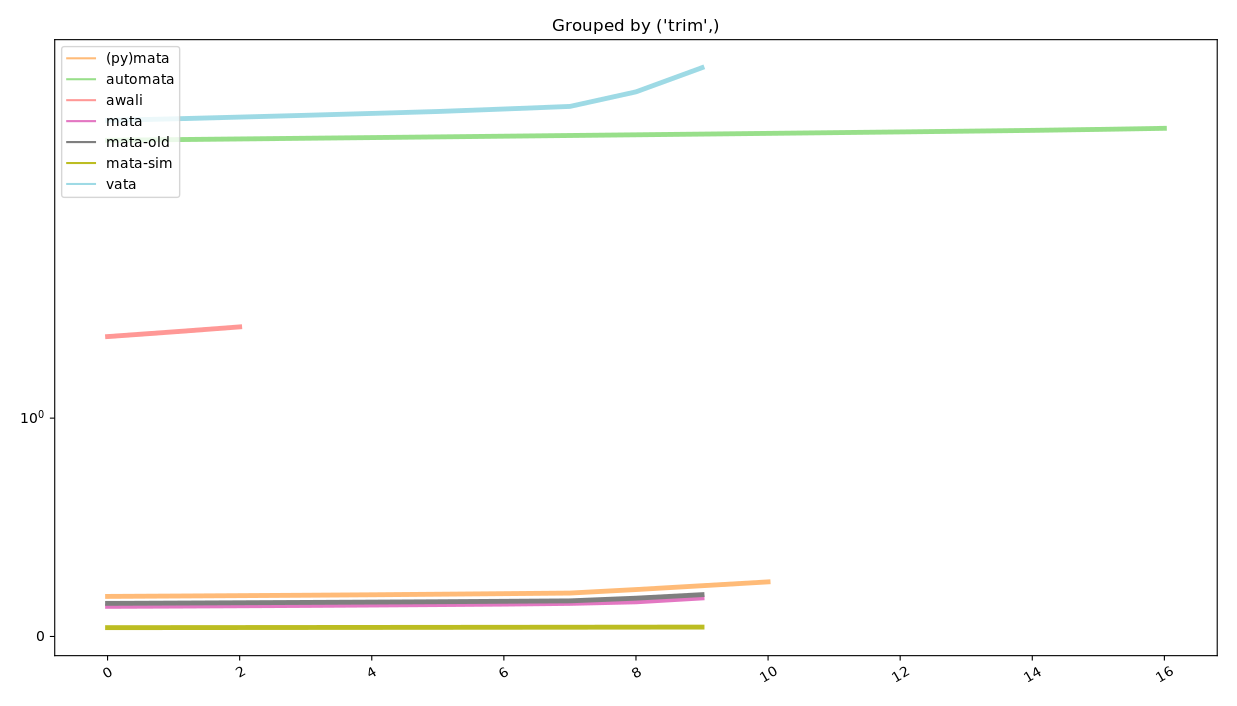 Grouped by ('trim',)
(py)mata
automata
awali
mata
mata-old
mata-sim
vata
10⁰
0
0 2 4 6 8 10 12 14 16